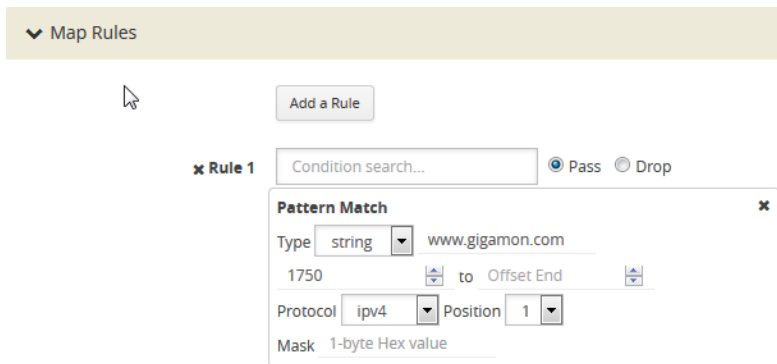 Map Rules
Add a Rule
Rule 1 Condition search... Pass Drop
Pattern Match
Type string www.gigamon.com
1750 to Offset End
Protocol ipv4 Position 1
Mask 1-byte Hex value